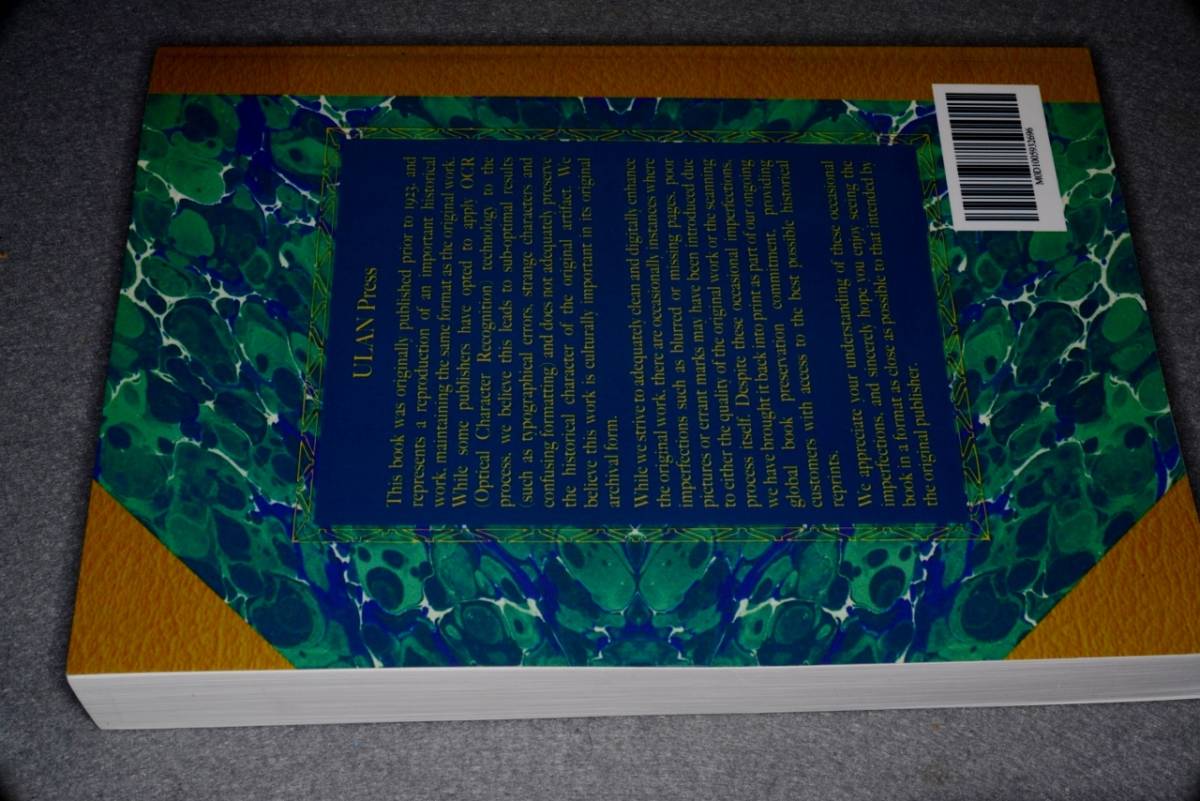 ULAN Press
This book was originally published prior to 1923, and
represents a reproduction of an important historical
work, maintaining the same format as the original work.
While some publishers have opted to apply OCR
(Optical Character Recognition) technology to the
process, we believe this leads to sub-optimal results
(such as typographical errors, strange characters and
confusing formatting) and does not adequately preserve
the historical character of the original artifact. We
believe this work is culturally important in its original
archival form.
While we strive to adequately clean and digitally enhance
the original work, there are occasionally instances where
imperfections such as blurred or missing pages, poor
pictures or errant marks may have been introduced due
to either the quality of the original work or the scanning
process itself. Despite these occasional imperfections,
we have brought it back into print as part of our ongoing
global book preservation commitment, providing
customers with access to the best possible historical
reprints.
We appreciate your understanding of these occasional
imperfections, and sincerely hope you enjoy seeing the
book in a format as close as possible to that intended by
the original publisher.
MOD1005932696